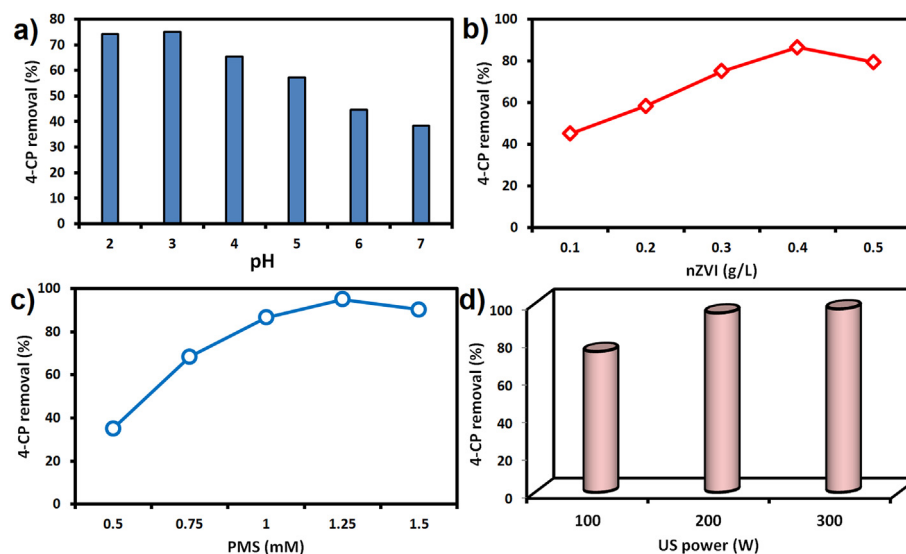 a)
4-CP removal (%)
80
70
60
50
40
30
20
10
0
2 3 4 5 6 7
pH
b)
4-CP removal (%)
100
80
60
40
20
0
0.1 0.2 0.3 0.4 0.5
nZVI (g/L)
c)
4-CP removal (%)
100
80
60
40
20
0
0.5 0.75 1 1.25 1.5
PMS (mM)
d)
4-CP removal (%)
100
80
60
40
20
0
100 200 300
US power (W)